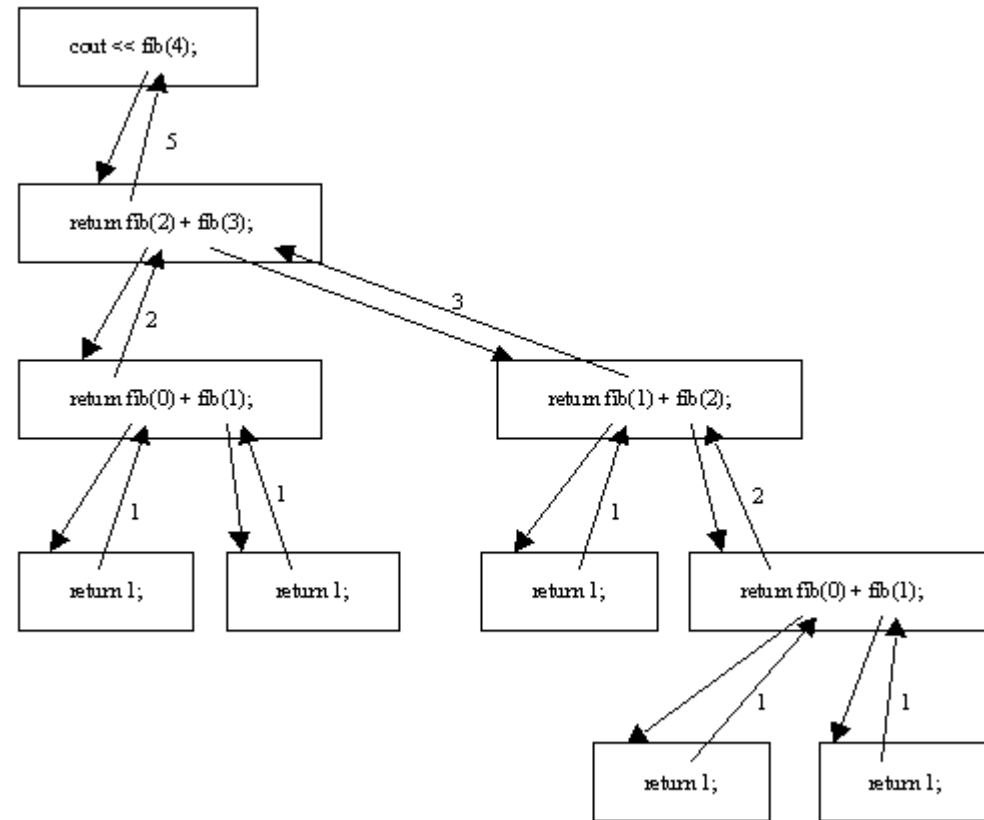 cout << fib(4);
5
return fib(2) + fib(3);
3
2
return fib(0) + fib(1);
return fib(1) + fib(2);
1
1
1
2
return 1;
return 1;
return 1;
return fib(0) + fib(1);
1
1
return 1;
return 1;